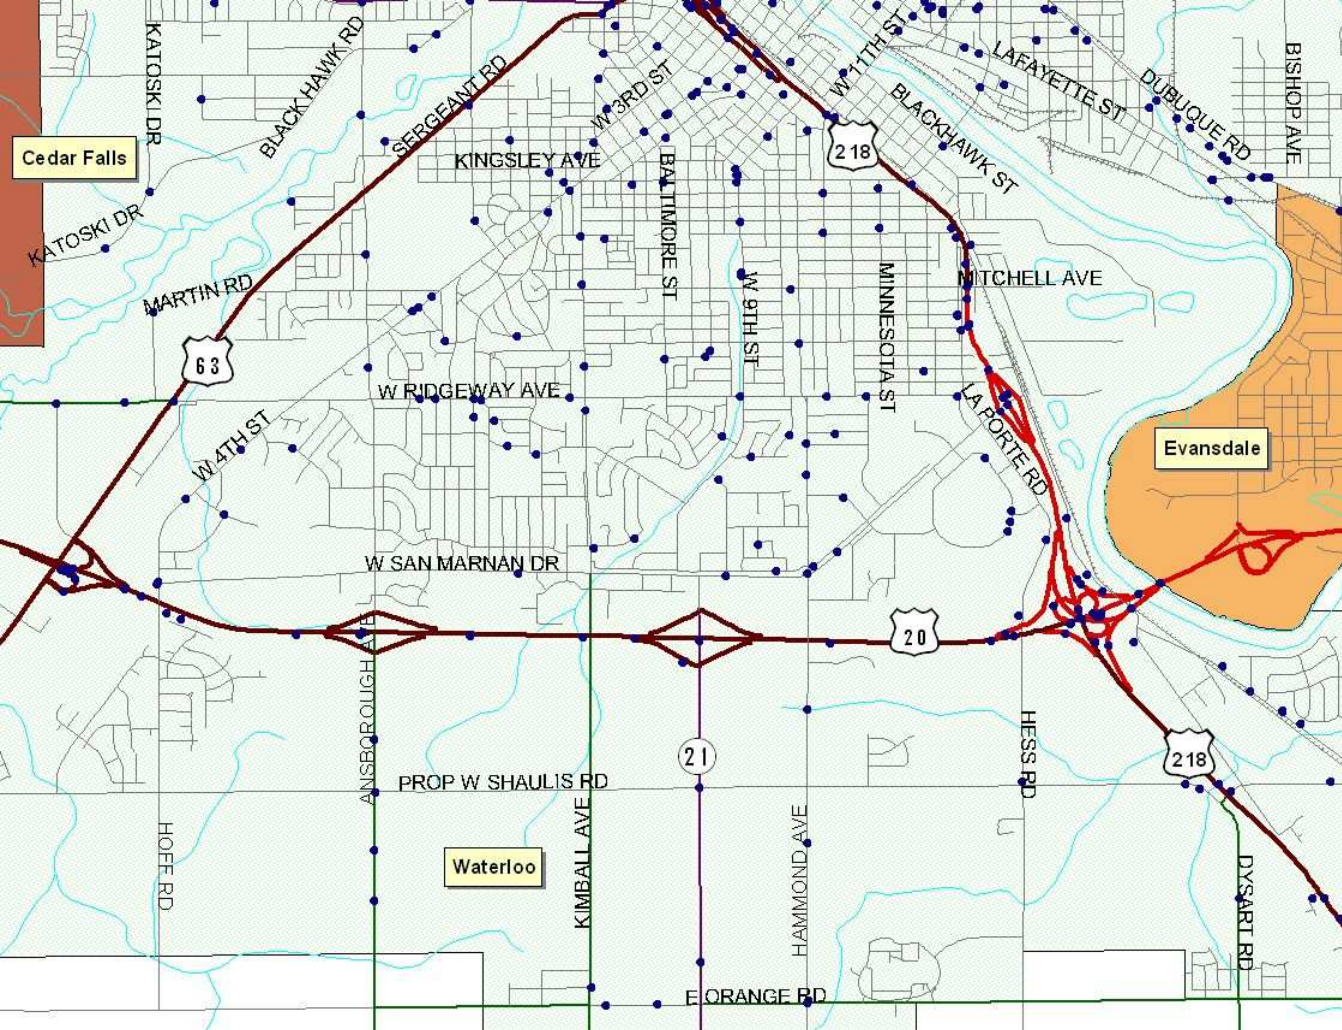 KATOSKI DR
BLACK HAWK RD
SERGEANT RD
W 3RD ST
W 11TH ST
LAFAYETTE ST
DUBUQUE RD
BISHOP AVE
Cedar Falls
KINGSLEY AVE
218
BLACKHAWK ST
BALTIMORE ST
KATOSKI DR
MARTIN RD
W 9TH ST
MINNESOTA ST
MITCHELL AVE
63
W RIDGEWAY AVE
W 4TH ST
LA PORTE RD
Evansdale
W SAN MARNAN DR
20
ANSBOROUGH AVE
HESS RD
21
218
PROP W SHAULIS RD
HOFF RD
Waterloo
KIMBALL AVE
HAMMOND AVE
DYSART RD
E ORANGE RD